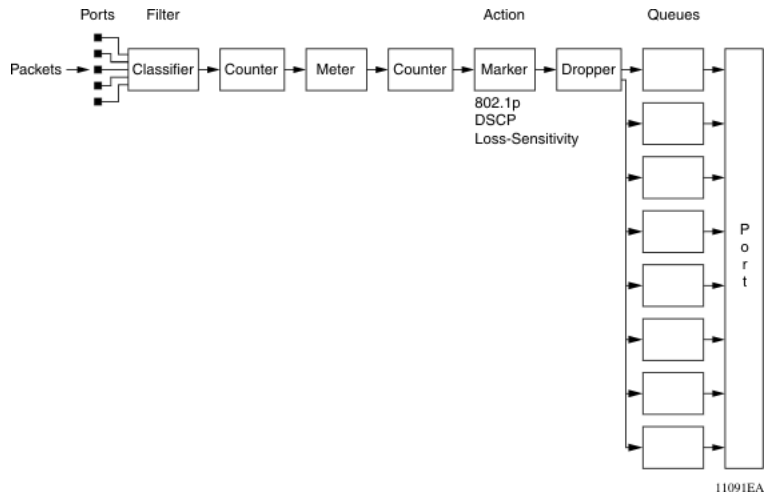 Ports Filter Action Queues
Packets Classifier Counter Meter Counter Marker Dropper
802.1p
DSCP
Loss-Sensitivity
P
o
r
t
11091EA